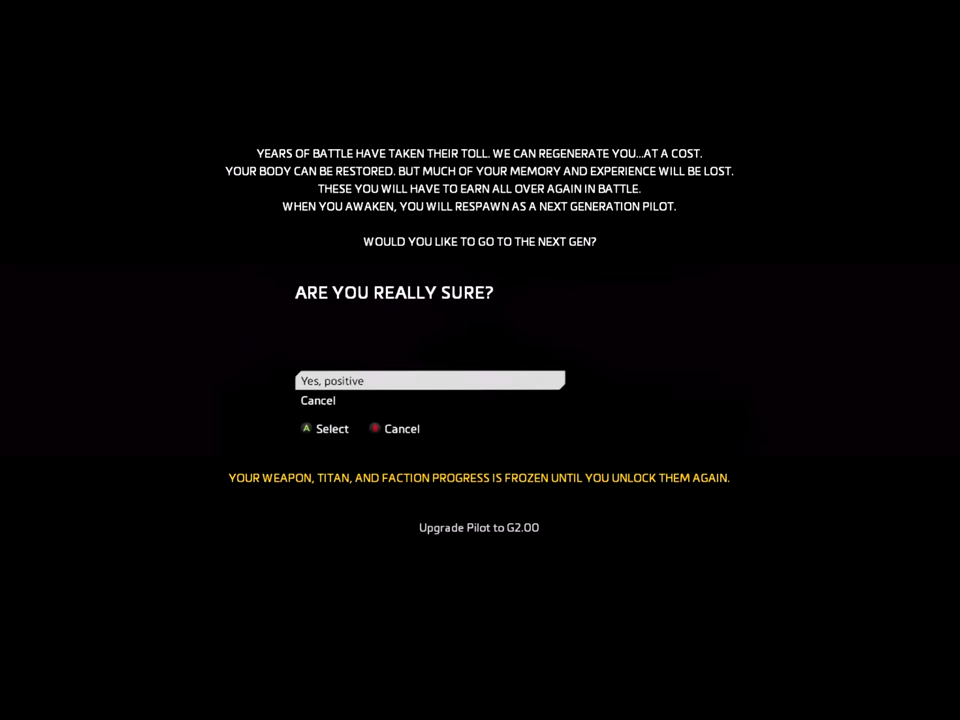 YEARS OF BATTLE HAVE TAKEN THEIR TOLL. WE CAN REGENERATE YOU...AT A COST.
YOUR BODY CAN BE RESTORED. BUT MUCH OF YOUR MEMORY AND EXPERIENCE WILL BE LOST.
THESE YOU WILL HAVE TO EARN ALL OVER AGAIN IN BATTLE.
WHEN YOU AWAKEN, YOU WILL RESPAWN AS A NEXT GENERATION PILOT.
WOULD YOU LIKE TO GO TO THE NEXT GEN?
ARE YOU REALLY SURE?
Yes, positive
Cancel
A Select B Cancel
YOUR WEAPON, TITAN, AND FACTION PROGRESS IS FROZEN UNTIL YOU UNLOCK THEM AGAIN.
Upgrade Pilot to G2.00